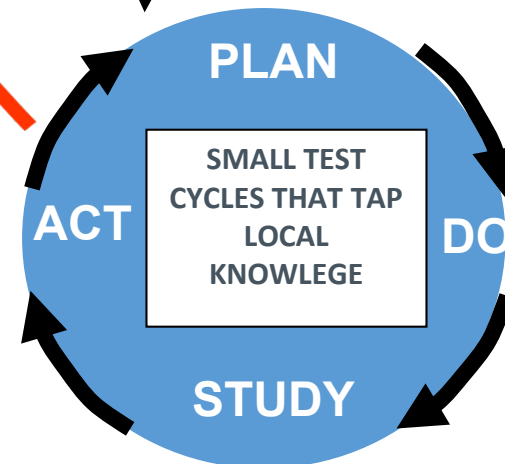 PLAN
SMALL TEST
CYCLES THAT TAP
LOCAL
KNOWLEGE
ACT
DO
STUDY